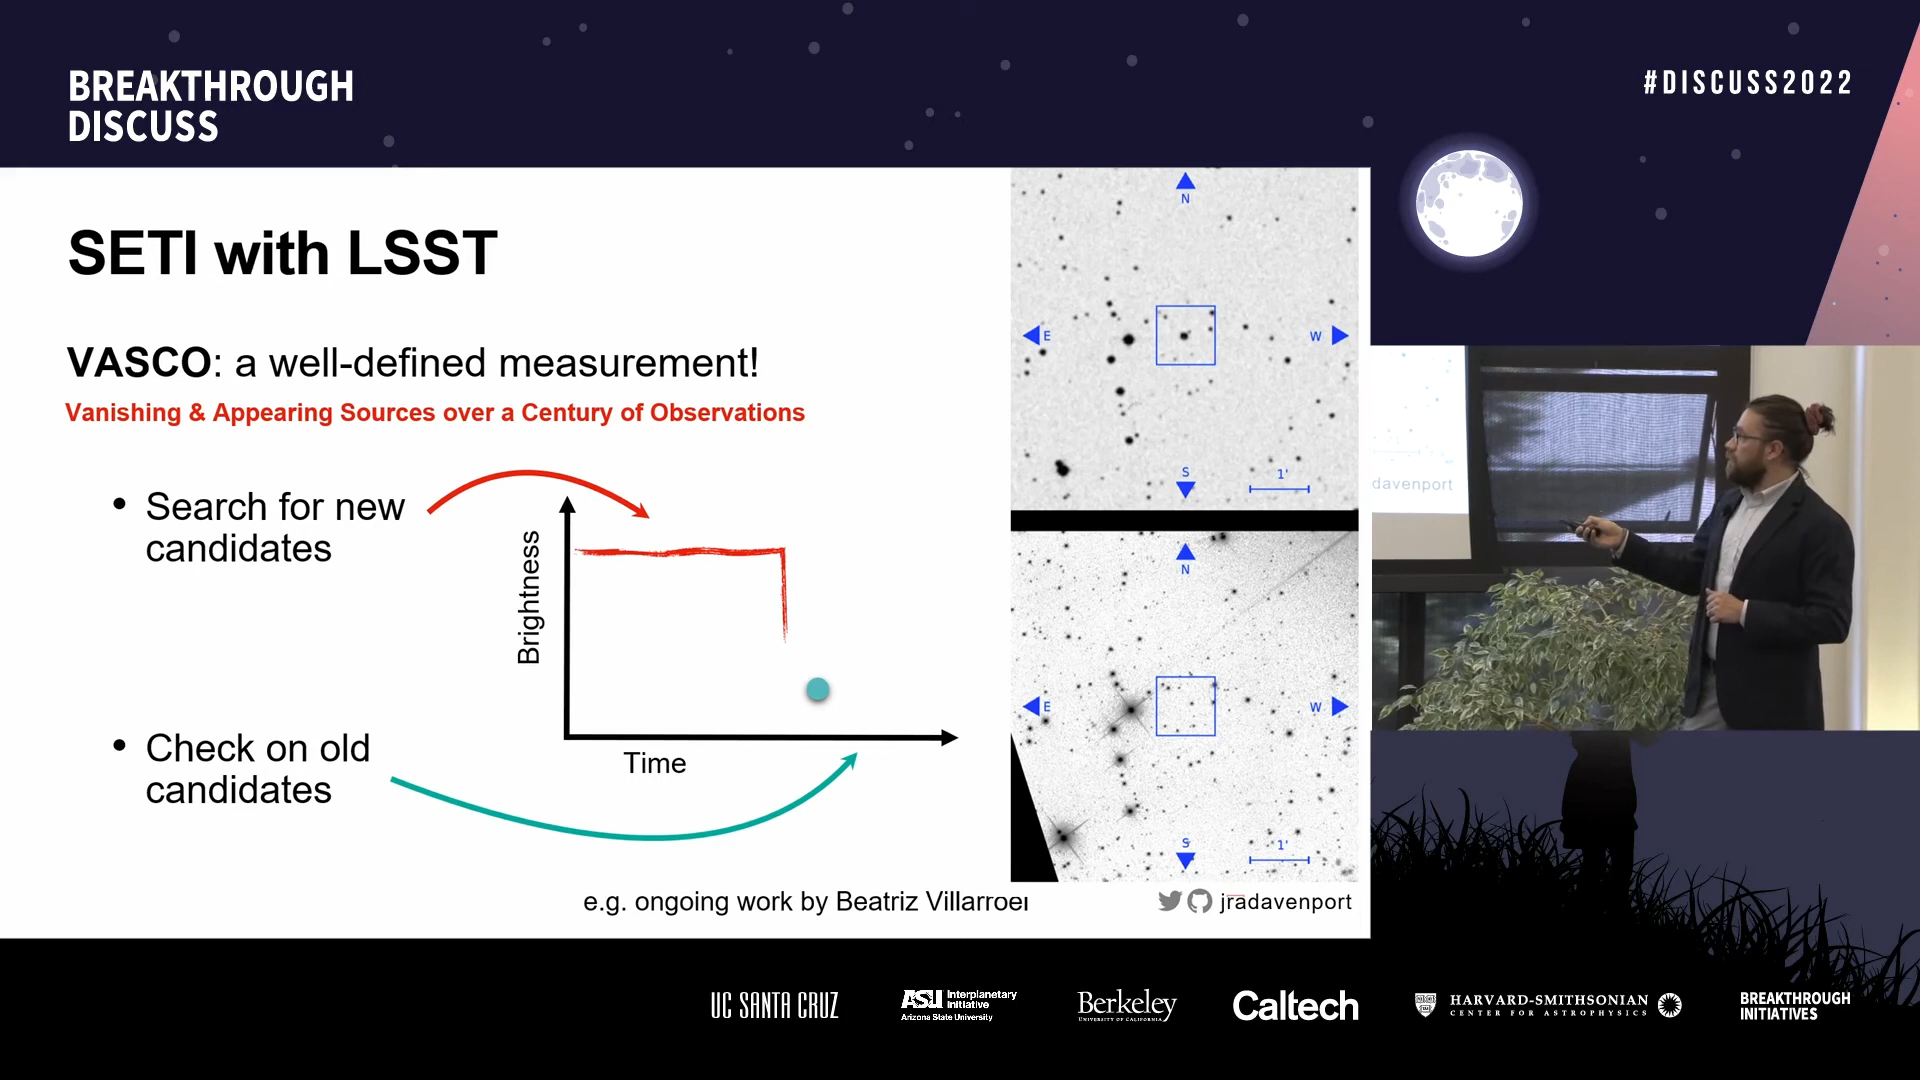 BREAKTHROUGH
DISCUSS
#DISCUSS2022
SETI with LSST
VASCO: a well-defined measurement!
Vanishing & Appearing Sources over a Century of Observations
• Search for new
candidates
Brightness
Time
• Check on old
candidates
N
E
W
S
1'
N
E
W
S
1'
e.g. ongoing work by Beatriz Villarroel
jradavenport
davenport
UC SANTA CRUZ
ASU Interplanetary
Initiative
Arizona State University
Berkeley
UNIVERSITY OF CALIFORNIA
Caltech
HARVARD-SMITHSONIAN
CENTER FOR ASTROPHYSICS
BREAKTHROUGH
INITIATIVES